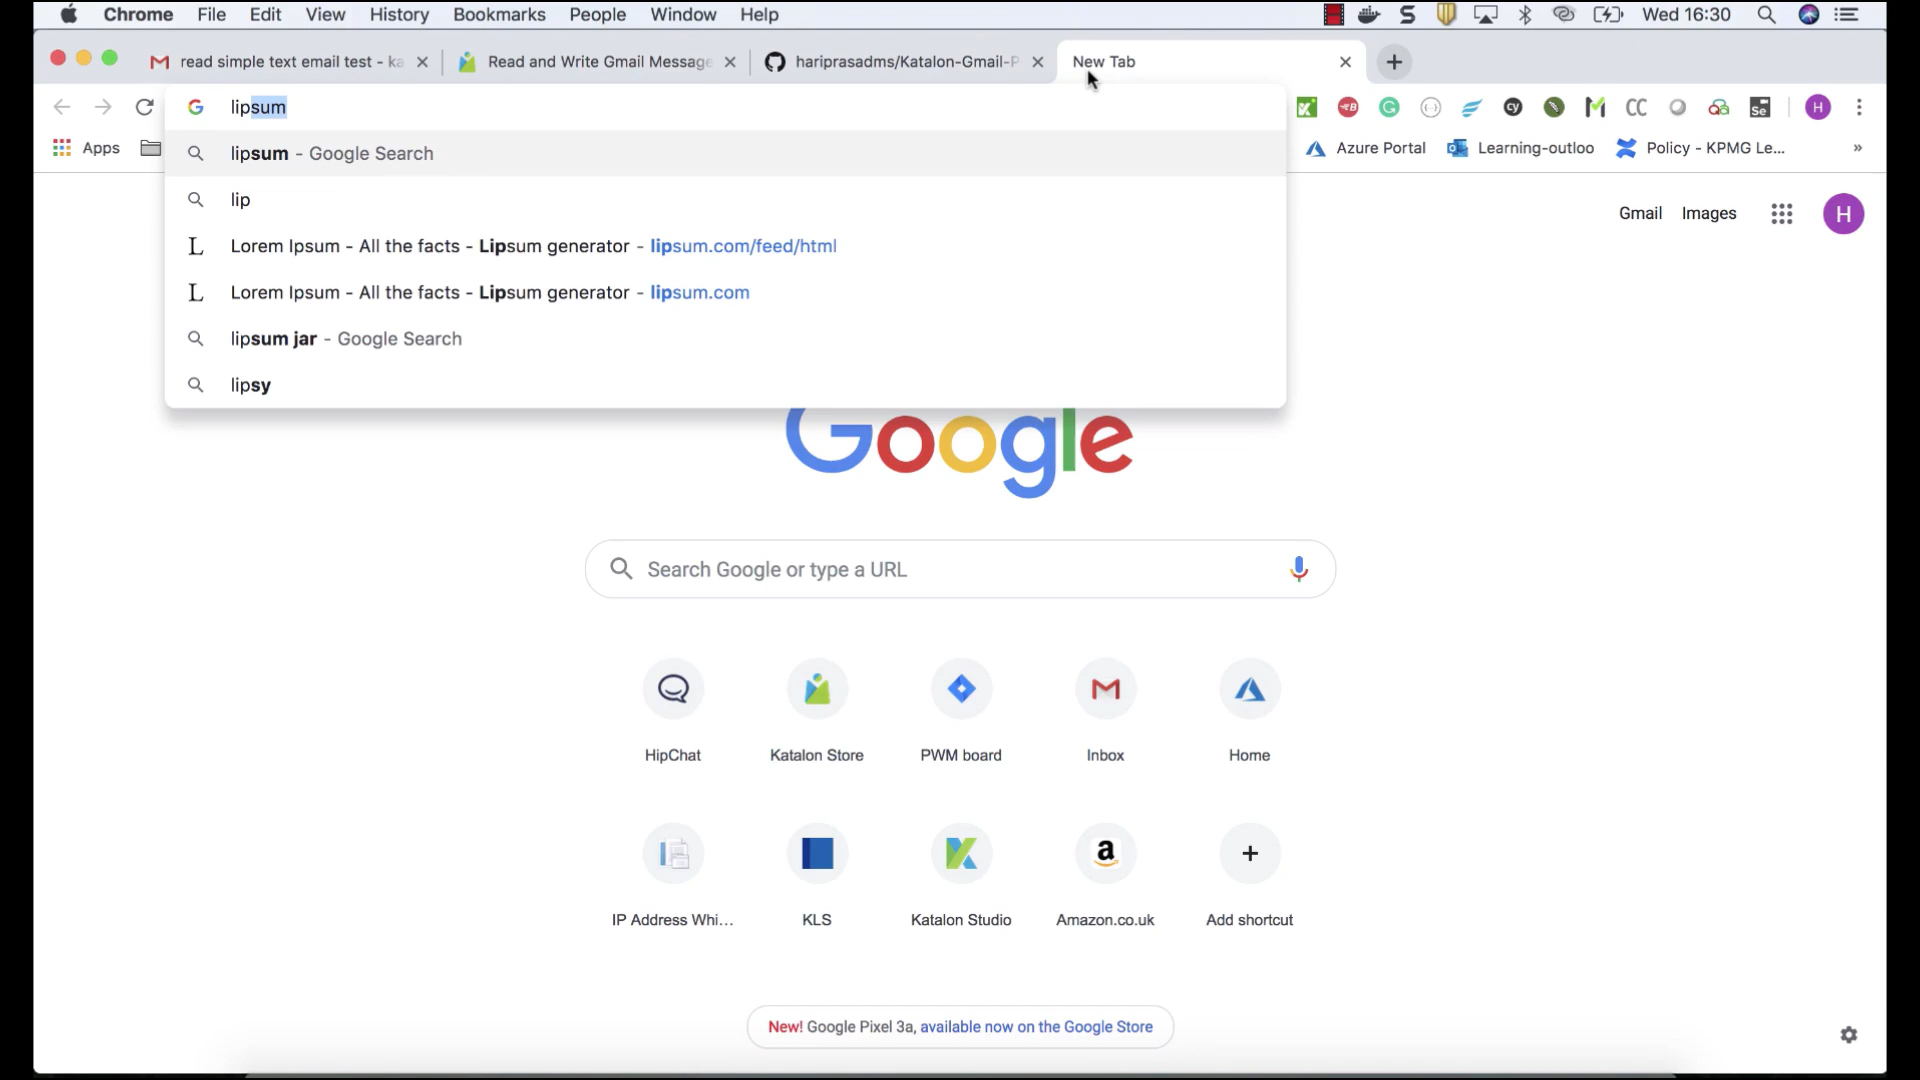 Chrome File Edit View History Bookmarks People Window Help Wed 16:30
read simple text email test - ka Read and Write Gmail Message hariprasadms/Katalon-Gmail-P New Tab
lipsum
Apps Azure Portal Learning-outloo Policy - KPMG Le... »
lipsum - Google Search
lip
Lorem Ipsum - All the facts - Lipsum generator - lipsum.com/feed/html
Lorem Ipsum - All the facts - Lipsum generator - lipsum.com
lipsum jar - Google Search
lipsy
Gmail Images H
Google
Search Google or type a URL
HipChat Katalon Store PWM board Inbox Home
IP Address Whi... KLS Katalon Studio Amazon.co.uk Add shortcut
New! Google Pixel 3a, available now on the Google Store